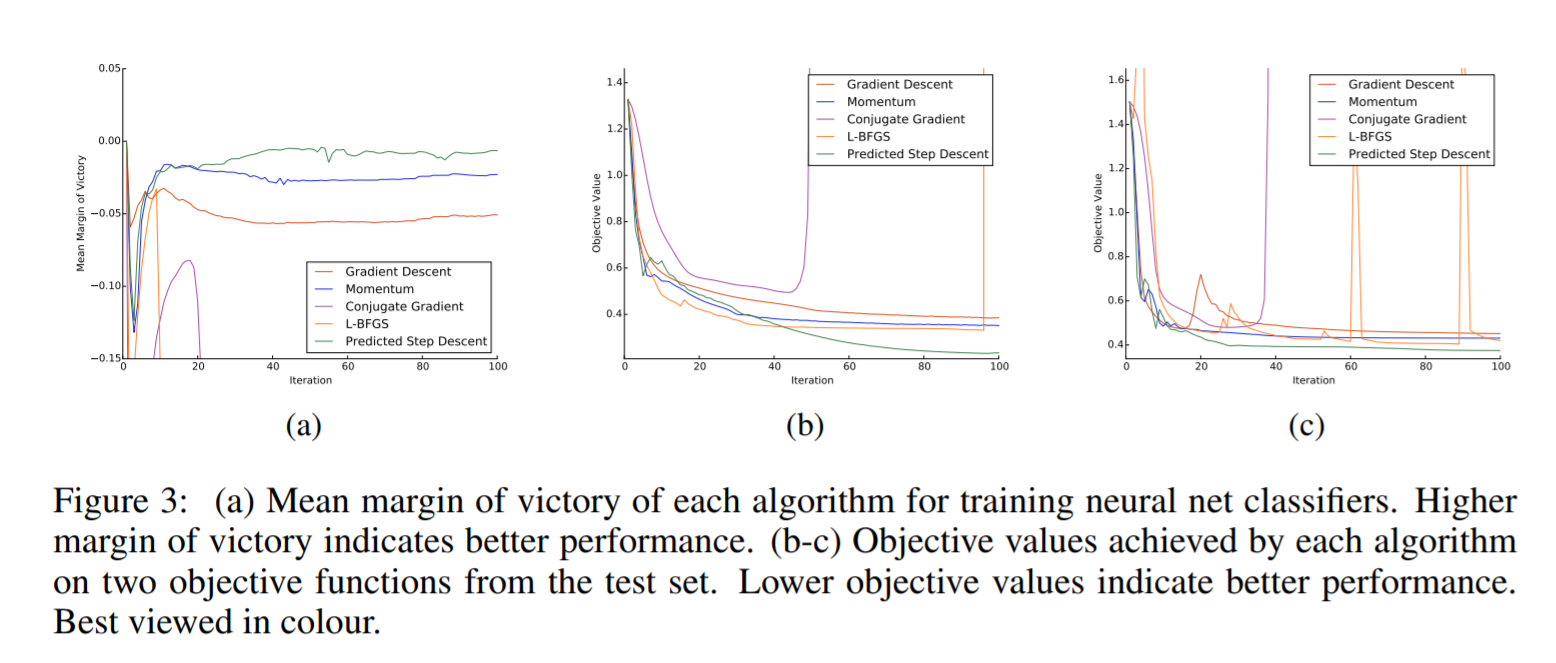 0.05
0.00
−0.05
−0.10
−0.15
Mean Margin of Victory
Gradient Descent
Momentum
Conjugate Gradient
L-BFGS
Predicted Step Descent
0 20 40 60 80 100
Iteration
(a)
1.4
1.2
1.0
0.8
0.6
0.4
Objective Value
Gradient Descent
Momentum
Conjugate Gradient
L-BFGS
Predicted Step Descent
0 20 40 60 80 100
Iteration
(b)
1.6
1.4
1.2
1.0
0.8
0.6
0.4
Objective Value
Gradient Descent
Momentum
Conjugate Gradient
L-BFGS
Predicted Step Descent
0 20 40 60 80 100
Iteration
(c)
Figure 3: (a) Mean margin of victory of each algorithm for training neural net classifiers. Higher
margin of victory indicates better performance. (b-c) Objective values achieved by each algorithm
on two objective functions from the test set. Lower objective values indicate better performance.
Best viewed in colour.